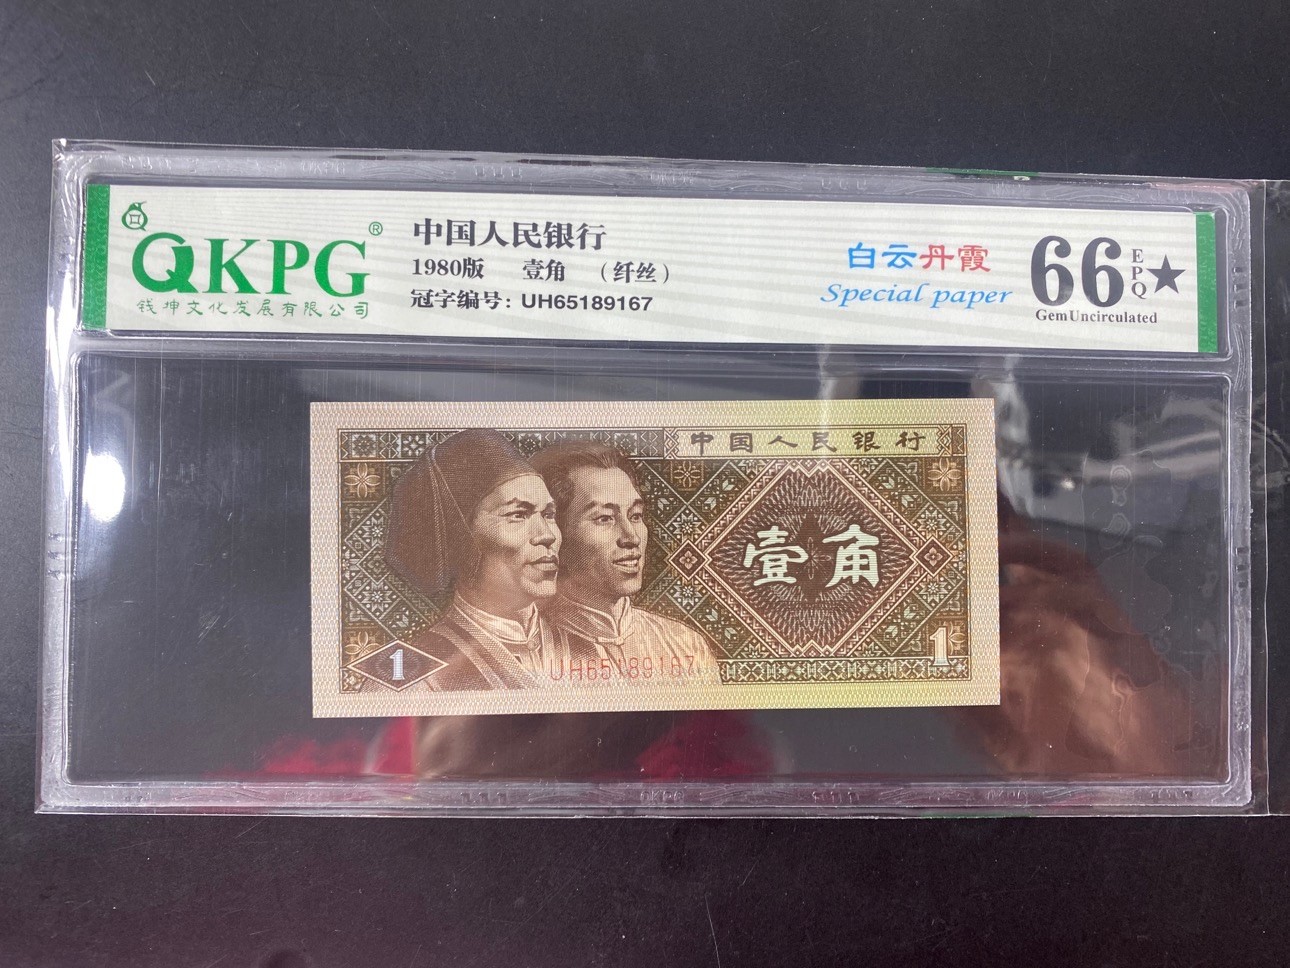 QKPG®
钱坤文化发展有限公司
中国人民银行
1980版 壹角 （纤丝）
冠字编号: UH65189167
白云丹霞
Special paper
66 EPQ★
GemUncirculated
中国人民银行
壹角
1
1
UH65189167